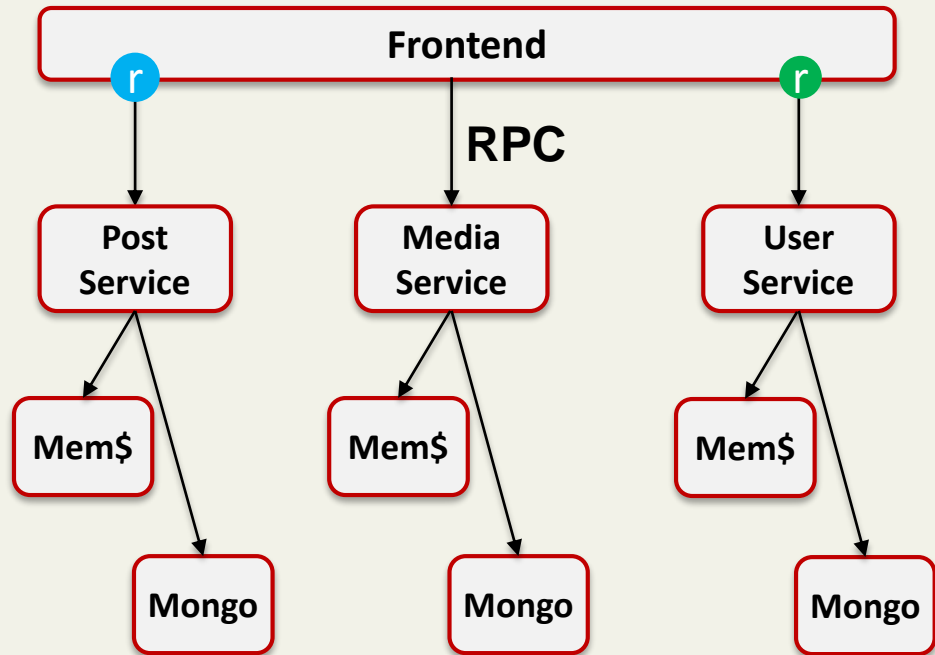 Frontend
r
r
RPC
Post
Service
Media
Service
User
Service
Mem$
Mem$
Mem$
Mongo
Mongo
Mongo